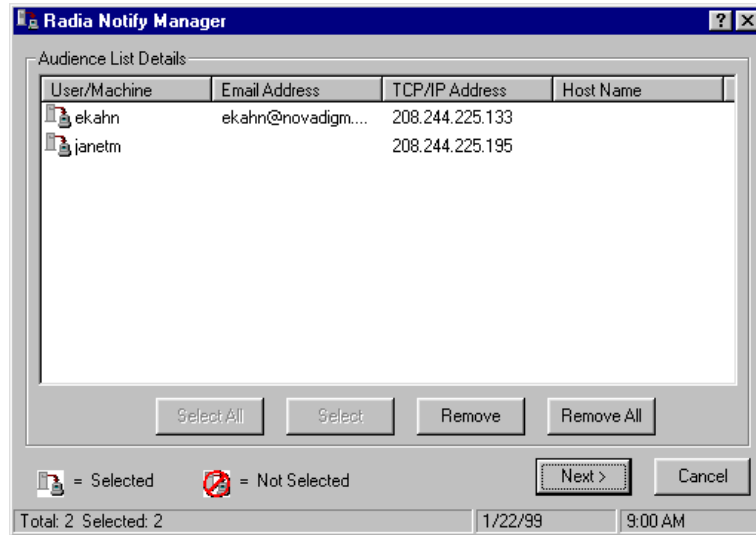 Radia Notify Manager
Audience List Details
User/Machine Email Address TCP/IP Address Host Name
ekahn ekahn@novadigm.... 208.244.225.133
janetm 208.244.225.195
Select All Select Remove Remove All
= Selected = Not Selected Next > Cancel
Total: 2 Selected: 2 1/22/99 9:00 AM